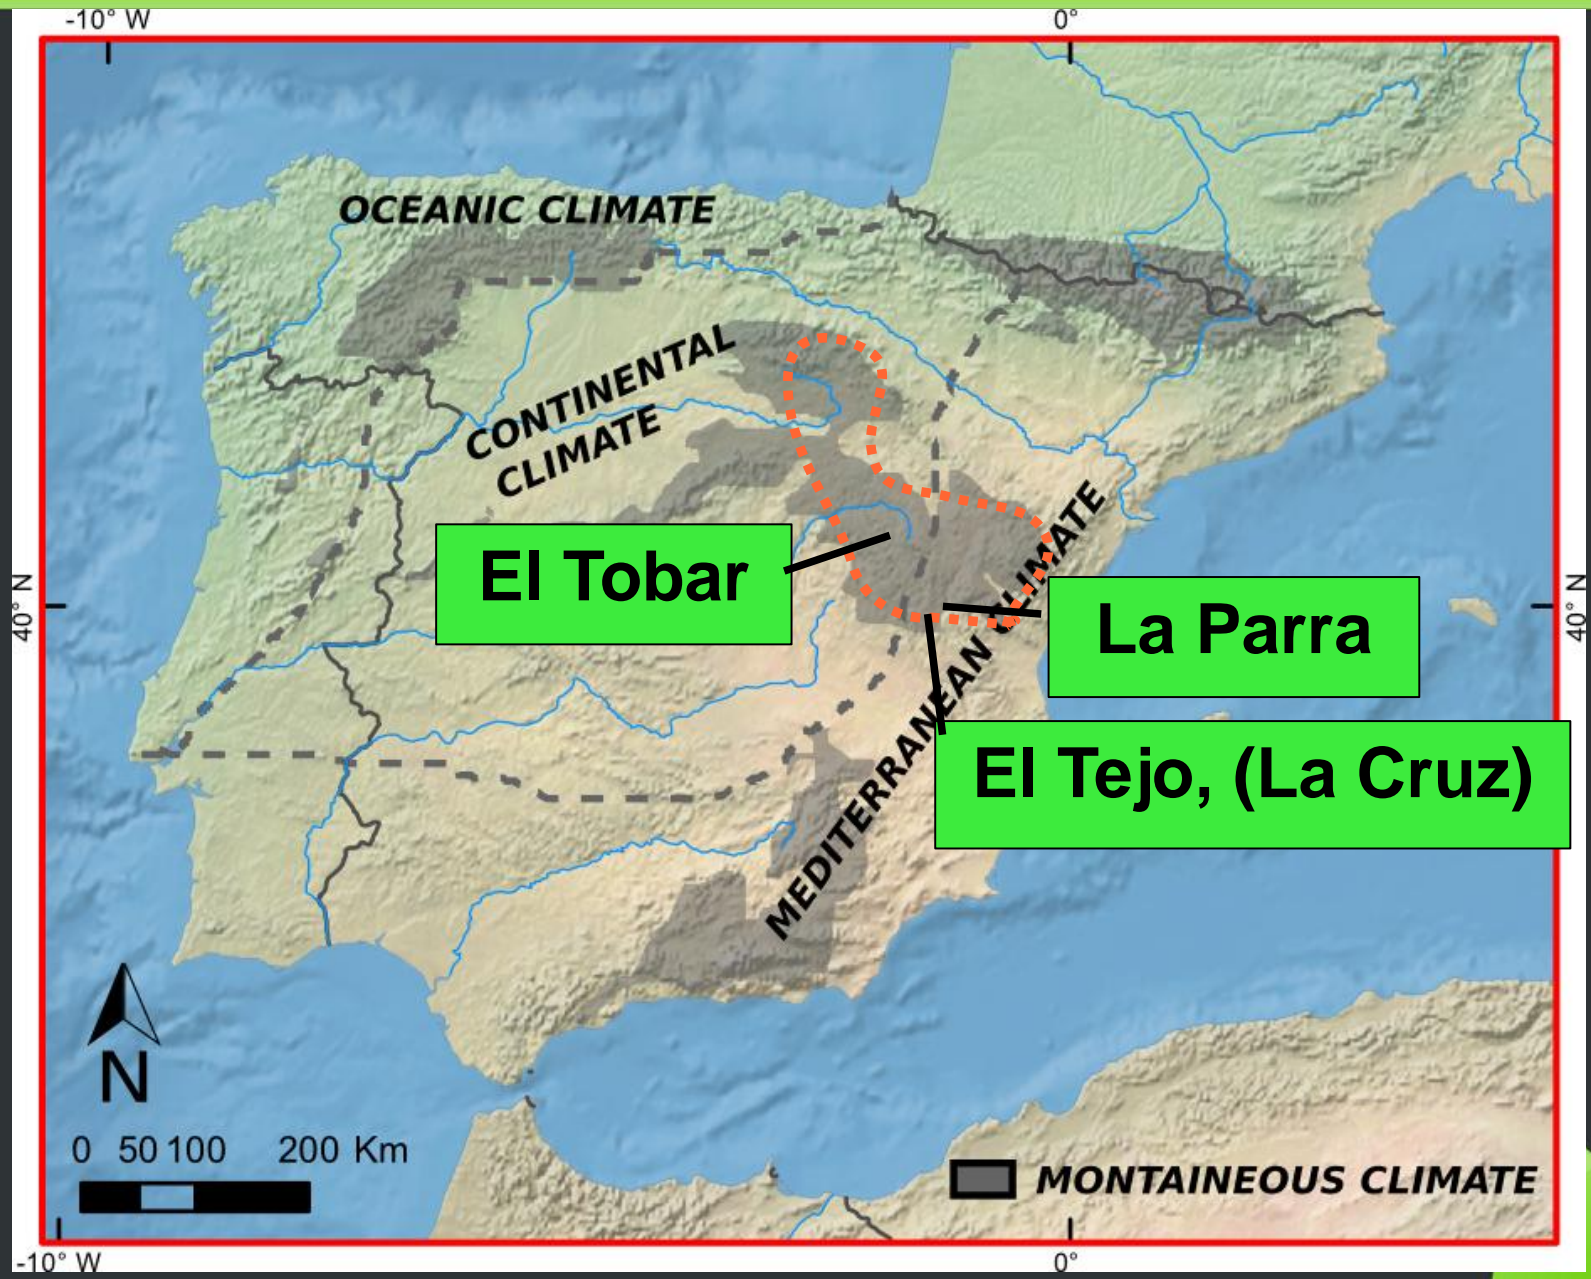 -10° W
0°
OCEANIC CLIMATE
CONTINENTAL
CLIMATE
El Tobar
40° N
40° N
La Parra
MEDITERRANEAN CLIMATE
El Tejo, (La Cruz)
N
0 50 100 200 Km
MONTAINEOUS CLIMATE
-10° W
0°